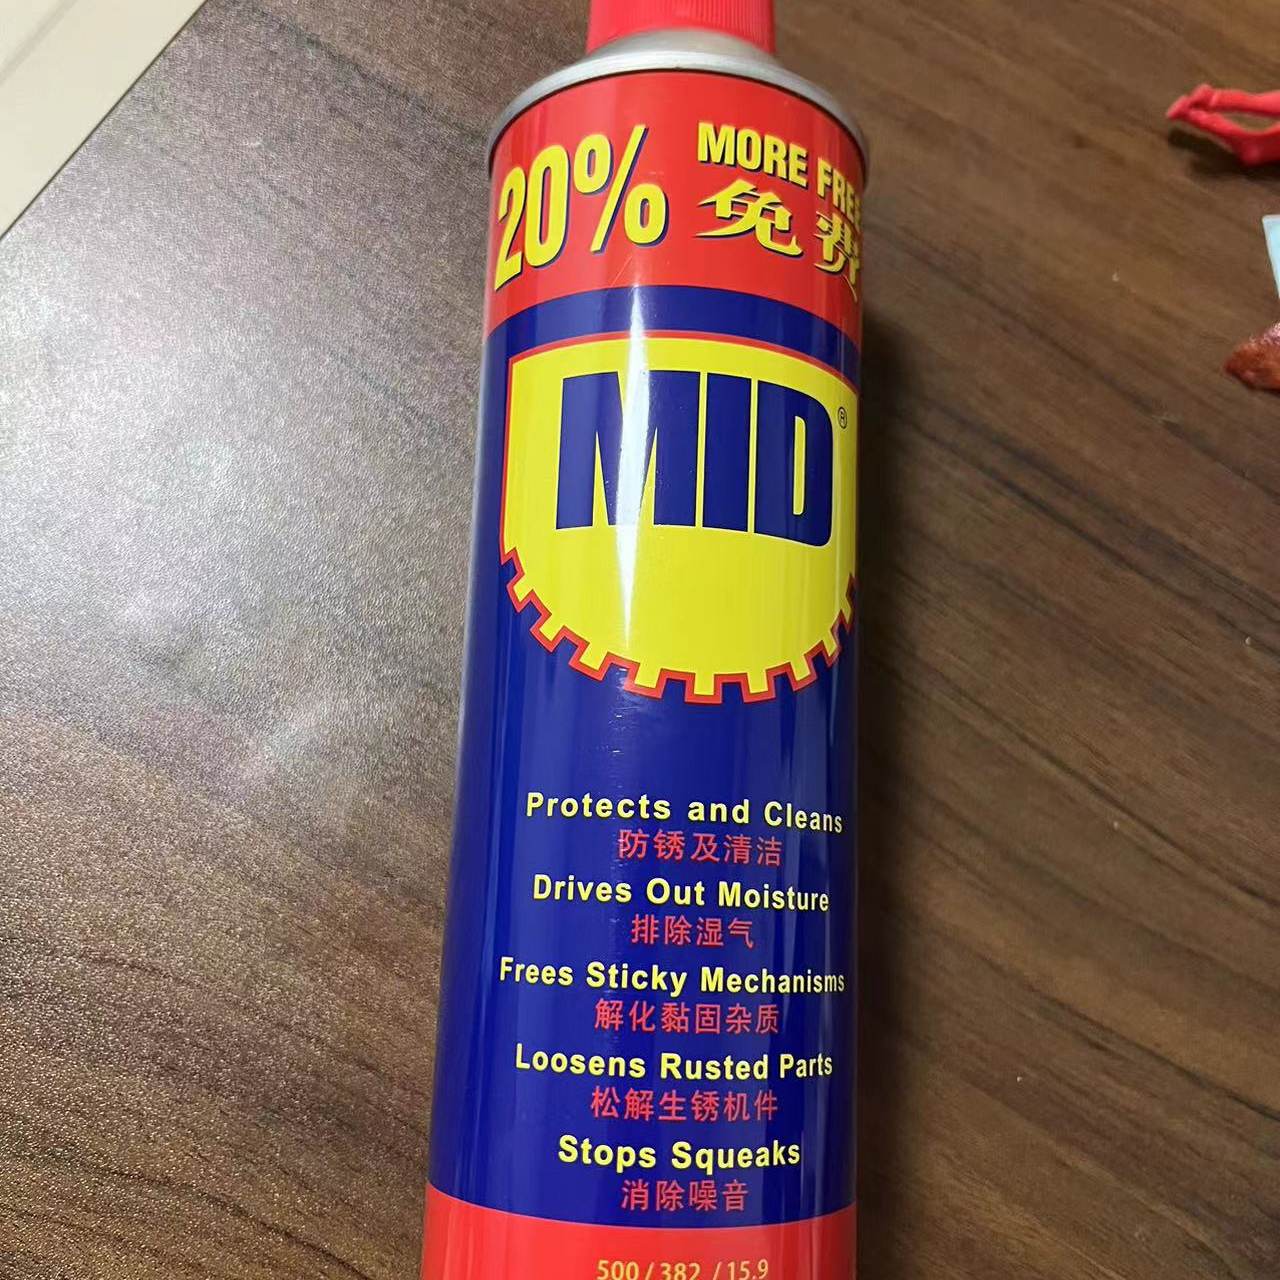 20% MORE FREE
免费
MID®
Protects and Cleans
防锈及清洁
Drives Out Moisture
排除湿气
Frees Sticky Mechanisms
解化黏固杂质
Loosens Rusted Parts
松解生锈机件
Stops Squeaks
消除噪音
500 / 382 / 15.9